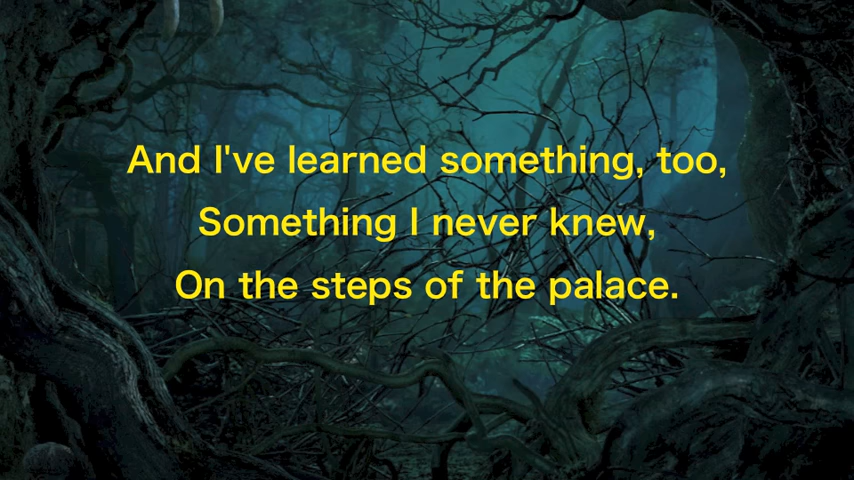 And I've learned something, too,
Something I never knew,
On the steps of the palace.